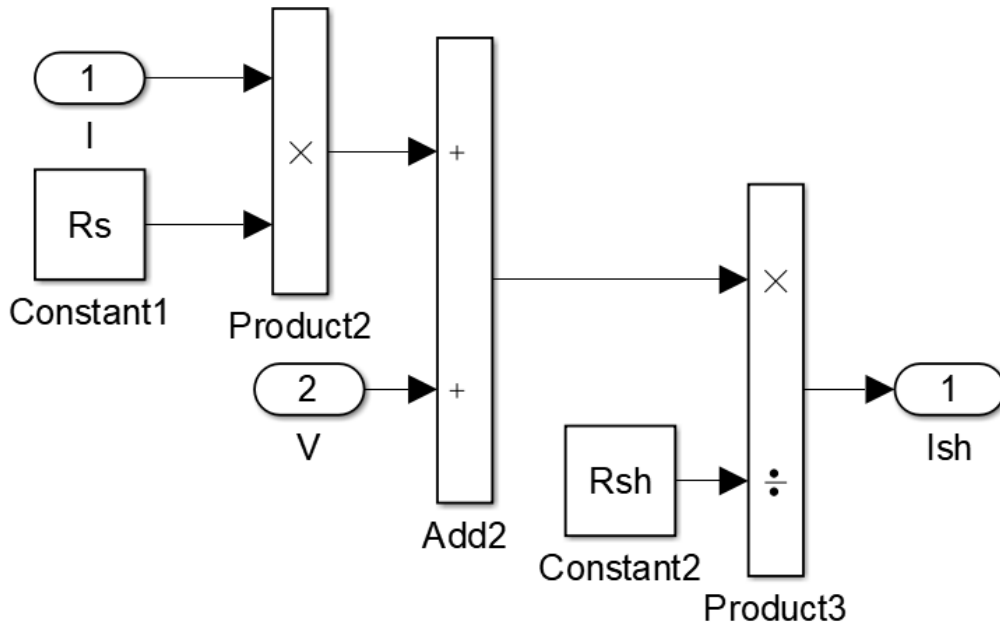 1
I
×
Rs
Constant1
Product2
+
2
V
+
Add2
×
Rsh
Constant2
÷
Product3
1
Ish